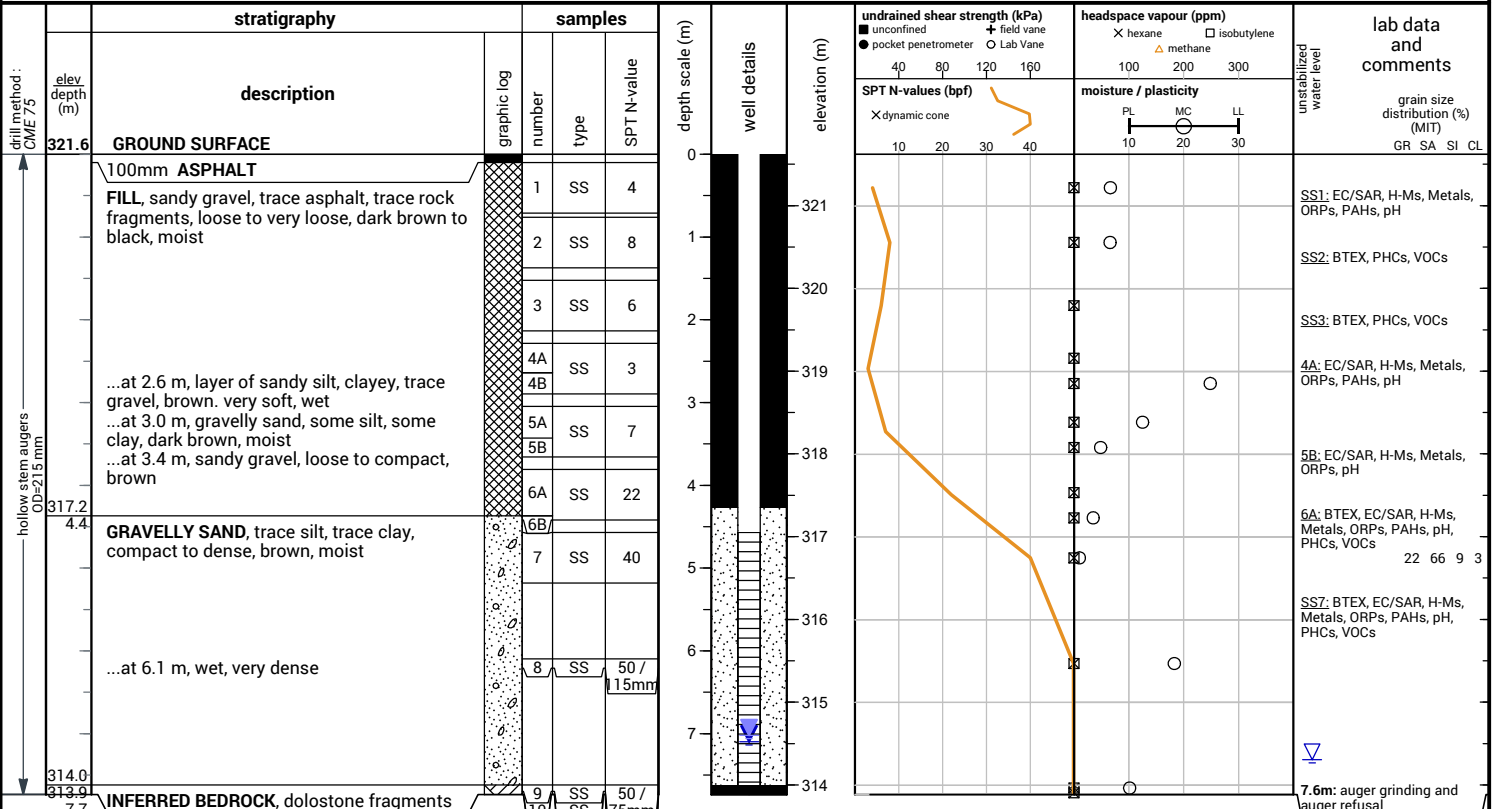 stratigraphy
samples
drill method :
CME 75
elev
depth
(m)
description
graphic log
number
type
SPT N-value
depth scale (m)
well details
elevation (m)
undrained shear strength (kPa)
unconfined
field vane
pocket penetrometer
Lab Vane
40 80 120 160
SPT N-values (bpf)
dynamic cone
10 20 30 40
headspace vapour (ppm)
hexane
isobutylene
methane
100 200 300
moisture / plasticity
PL MC LL
10 20 30
unstabilized
water level
lab data
and
comments
grain size
distribution (%)
(MIT)
GR SA SI CL
321.6 GROUND SURFACE
hollow stem augers
OD=215 mm
100mm ASPHALT
FILL, sandy gravel, trace asphalt, trace rock
fragments, loose to very loose, dark brown to
black, moist
...at 2.6 m, layer of sandy silt, clayey, trace
gravel, brown. very soft, wet
...at 3.0 m, gravelly sand, some silt, some
clay, dark brown, moist
...at 3.4 m, sandy gravel, loose to compact,
brown
317.2
4.4
GRAVELLY SAND, trace silt, trace clay,
compact to dense, brown, moist
...at 6.1 m, wet, very dense
314.0
313.9
7.7
INFERRED BEDROCK, dolostone fragments
1 SS 4
2 SS 8
3 SS 6
4A
4B
SS 3
5A
5B
SS 7
6A SS 22
6B
7 SS 40
8 SS 50 /
115mm
9 SS 50 /
10 SS 75mm
0
1
2
3
4
5
6
7
321
320
319
318
317
316
315
314
SS1: EC/SAR, H-Ms, Metals,
ORPs, PAHs, pH
SS2: BTEX, PHCs, VOCs
SS3: BTEX, PHCs, VOCs
4A: EC/SAR, H-Ms, Metals,
ORPs, PAHs, pH
5B: EC/SAR, H-Ms, Metals,
ORPs, pH
6A: BTEX, EC/SAR, H-Ms,
Metals, ORPs, PAHs, pH,
PHCs, VOCs
22 66 9 3
SS7: BTEX, EC/SAR, H-Ms,
Metals, ORPs, PAHs, pH,
PHCs, VOCs
7.6m: auger grinding and
auger refusal